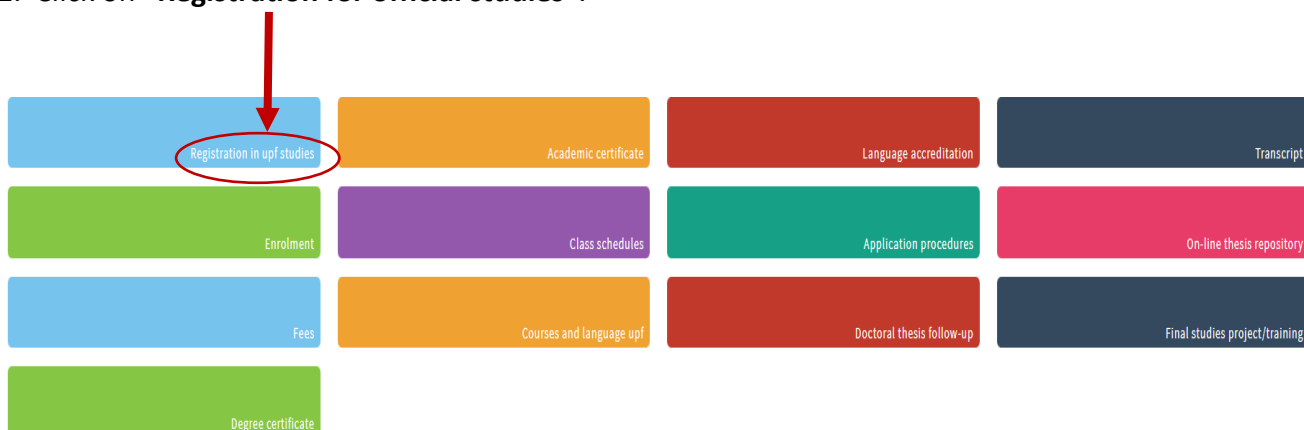 2. Click on "Registration for Official Studies".
Registration in upf studies
Academic certificate
Language accreditation
Transcript
Enrolment
Class schedules
Application procedures
On-line thesis repository
Fees
Courses and language upf
Doctoral thesis follow-up
Final studies project/training
Degree certificate